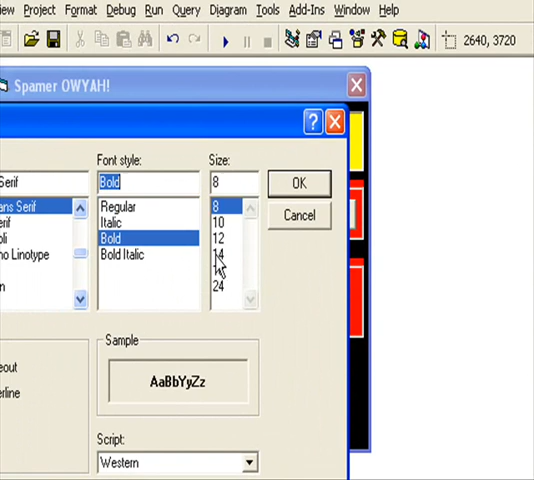 iew Project Format Debug Run Query Diagram Tools Add-Ins Window Help
2640, 3720
Spamer OWYAH!
Font style: Size:
Serif Bold 8 OK
ans Serif Regular 8
erif Italic 10 Cancel
oli Bold 12
no Linotype Bold Italic 14
n 24
Sample
eout
AaBbYyZz
erline
Script:
Western